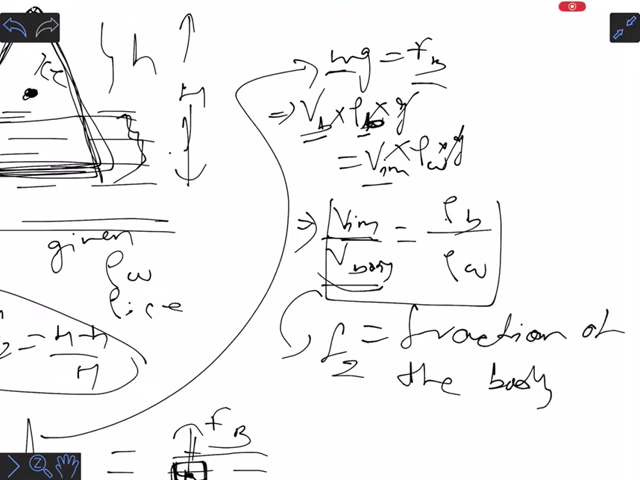 h
H
mg = F_B
⇒ V_b × ρ_b × g
= V_im × ρ_w × g
⇒ V_im / V_body = ρ_b / ρ_w
given
ρ_w
ρ_ice
= H-h / H
f_2 = fraction of
the body
= F_B